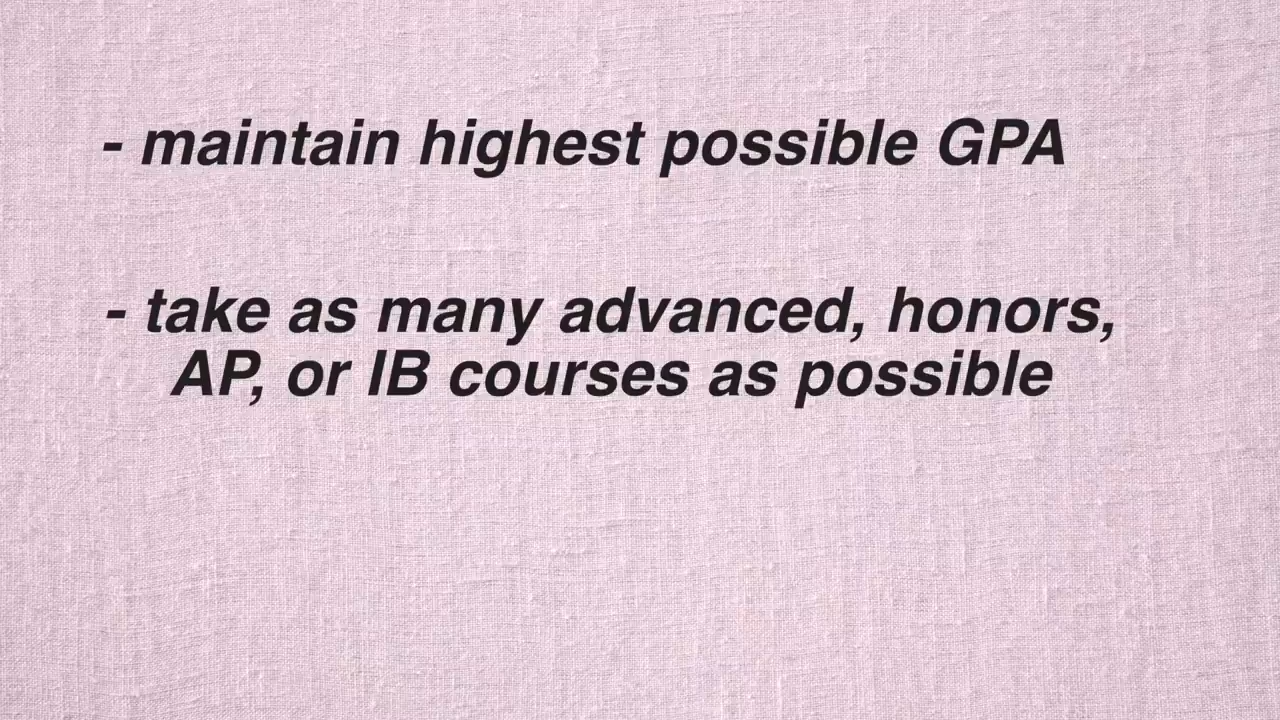 - maintain highest possible GPA
- take as many advanced, honors,
AP, or IB courses as possible